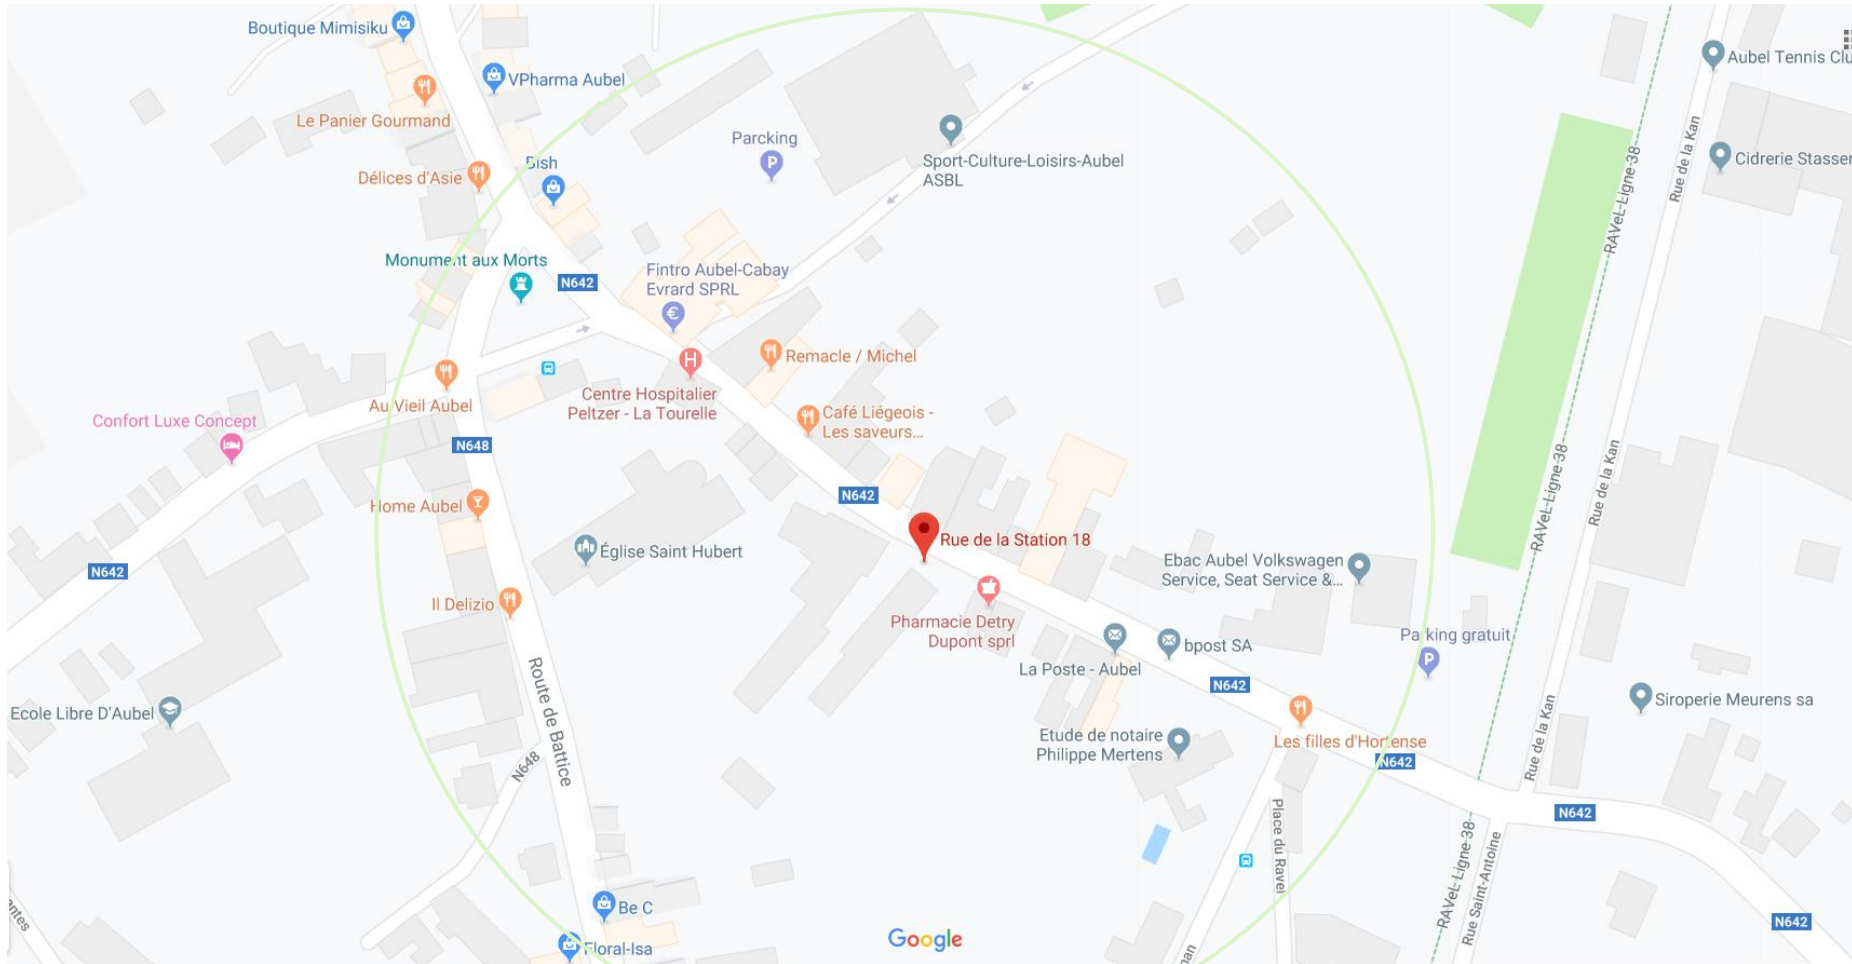 Boutique Mimisiku
VPharma Aubel
Aubel Tennis Clu
Le Panier Gourmand
Parcking
P
Sport-Culture-Loisirs-Aubel
ASBL
Cidrerie Stassen
Rue de la Kan
RAVeL-Ligne-38
Délices d'Asie
Bish
Monument aux Morts
N642
Fintro Aubel-Cabay
Evrard SPRL
€
H
Remacle / Michel
Centre Hospitalier
Peltzer - La Tourelle
Au Vieil Aubel
Café Liégeois -
Les saveurs...
Confort Luxe Concept
N648
N642
Home Aubel
Rue de la Kan
RAVeL-Ligne-38
Rue de la Station 18
Église Saint Hubert
Ebac Aubel Volkswagen
Service, Seat Service &...
N642
Il Delizio
Pharmacie Detry
Dupont sprl
Parking gratuit
P
bpost SA
La Poste - Aubel
N642
Route de Battice
Ecole Libre D'Aubel
Siroperie Meurens sa
Etude de notaire
Philippe Mertens
Les filles d'Hortense
N642
N648
Rue de la Kan
N642
Place du Ravel
RAVeL-Ligne 38
Rue Saint-Antoine
Be C
N642
Google
Floral-Isa